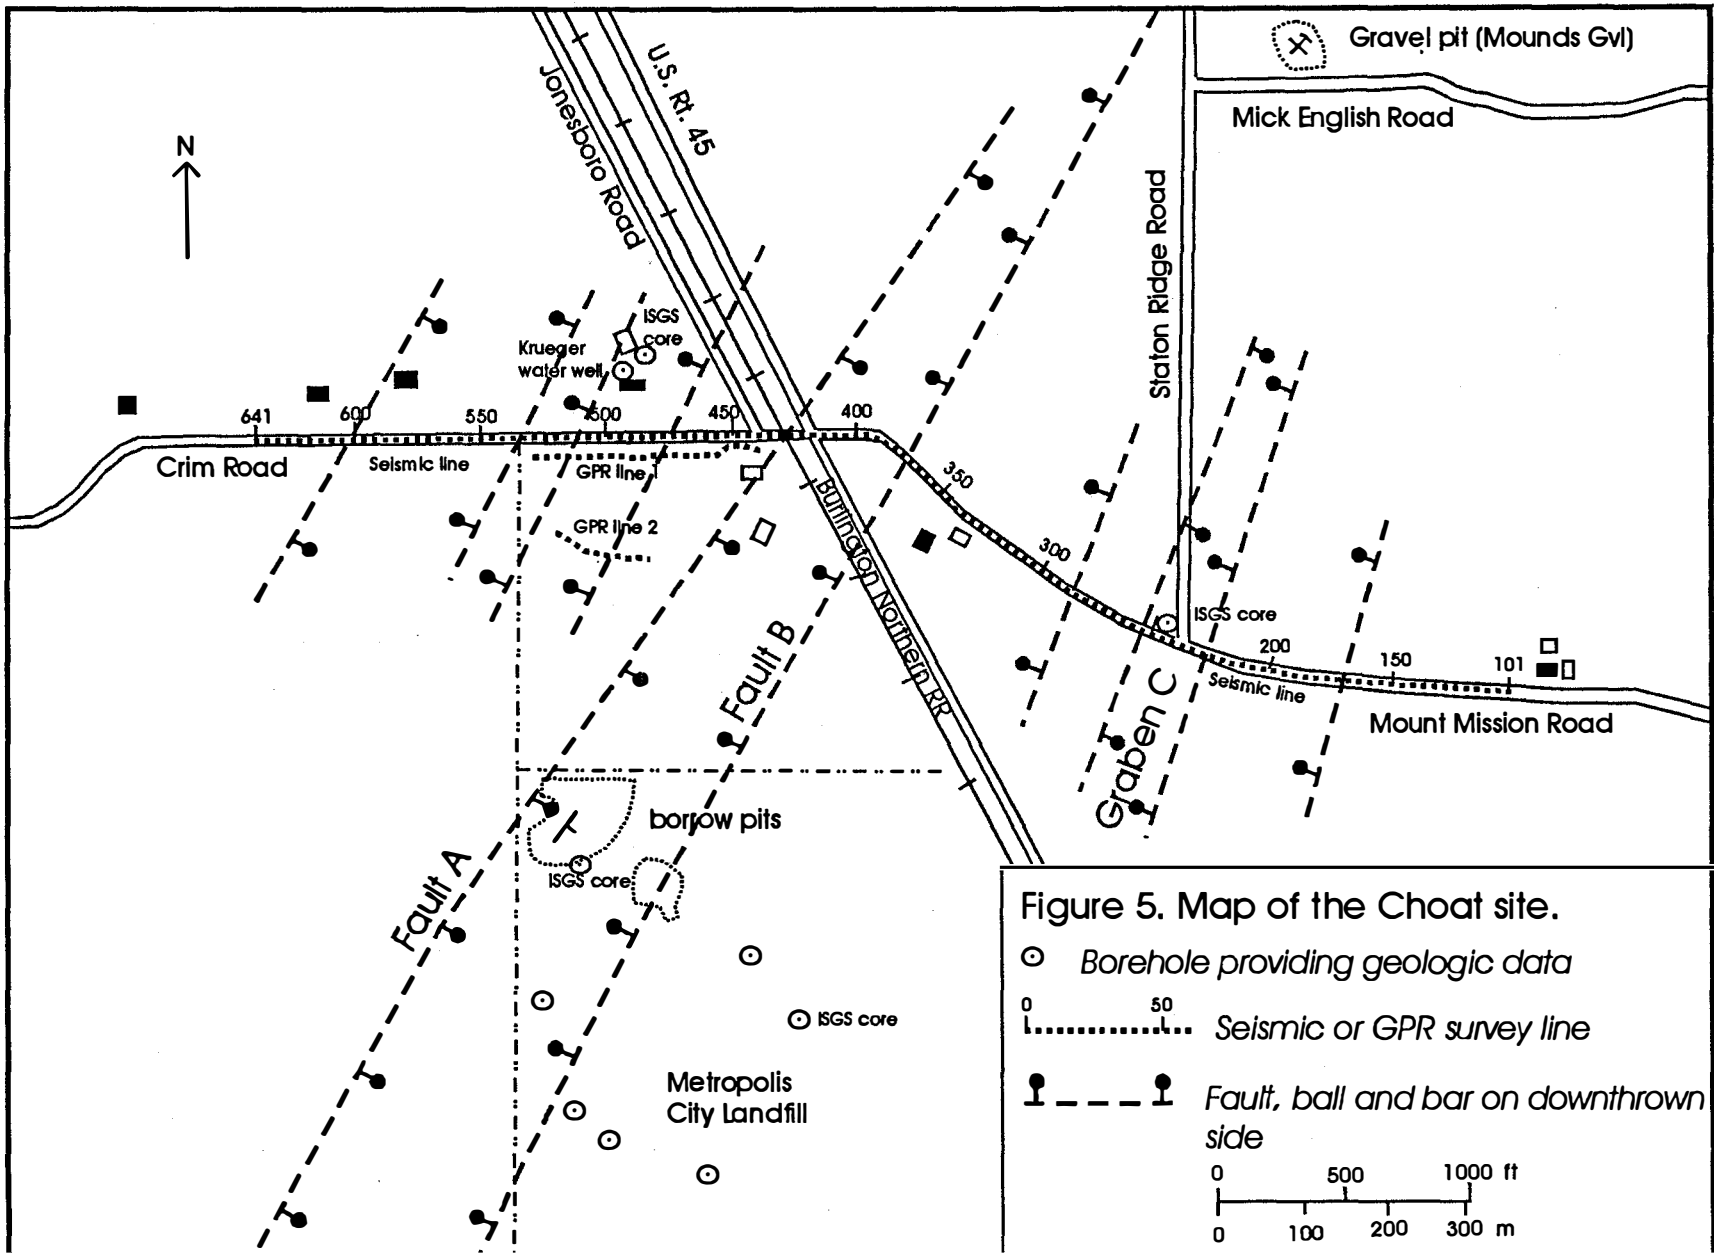 Gravel pit (Mounds Gvl)
Mick English Road
U.S. Rt. 45
Jonesboro Road
N
Staton Ridge Road
ISGS
core
Krueger
water well
641
600
550
500
450
400
Crim Road
Seismic line
GPR line 1
GPR line 2
350
300
Burlington Northern RR
ISGS core
200
150
101
Seismic line
Mount Mission Road
Fault B
Graben C
borrow pits
ISGS core
Fault A
ISGS core
Metropolis
City Landfill
Figure 5. Map of the Choat site.
Borehole providing geologic data
0 50
Seismic or GPR survey line
Fault, ball and bar on downthrown
side
0 500 1000 ft
0 100 200 300 m